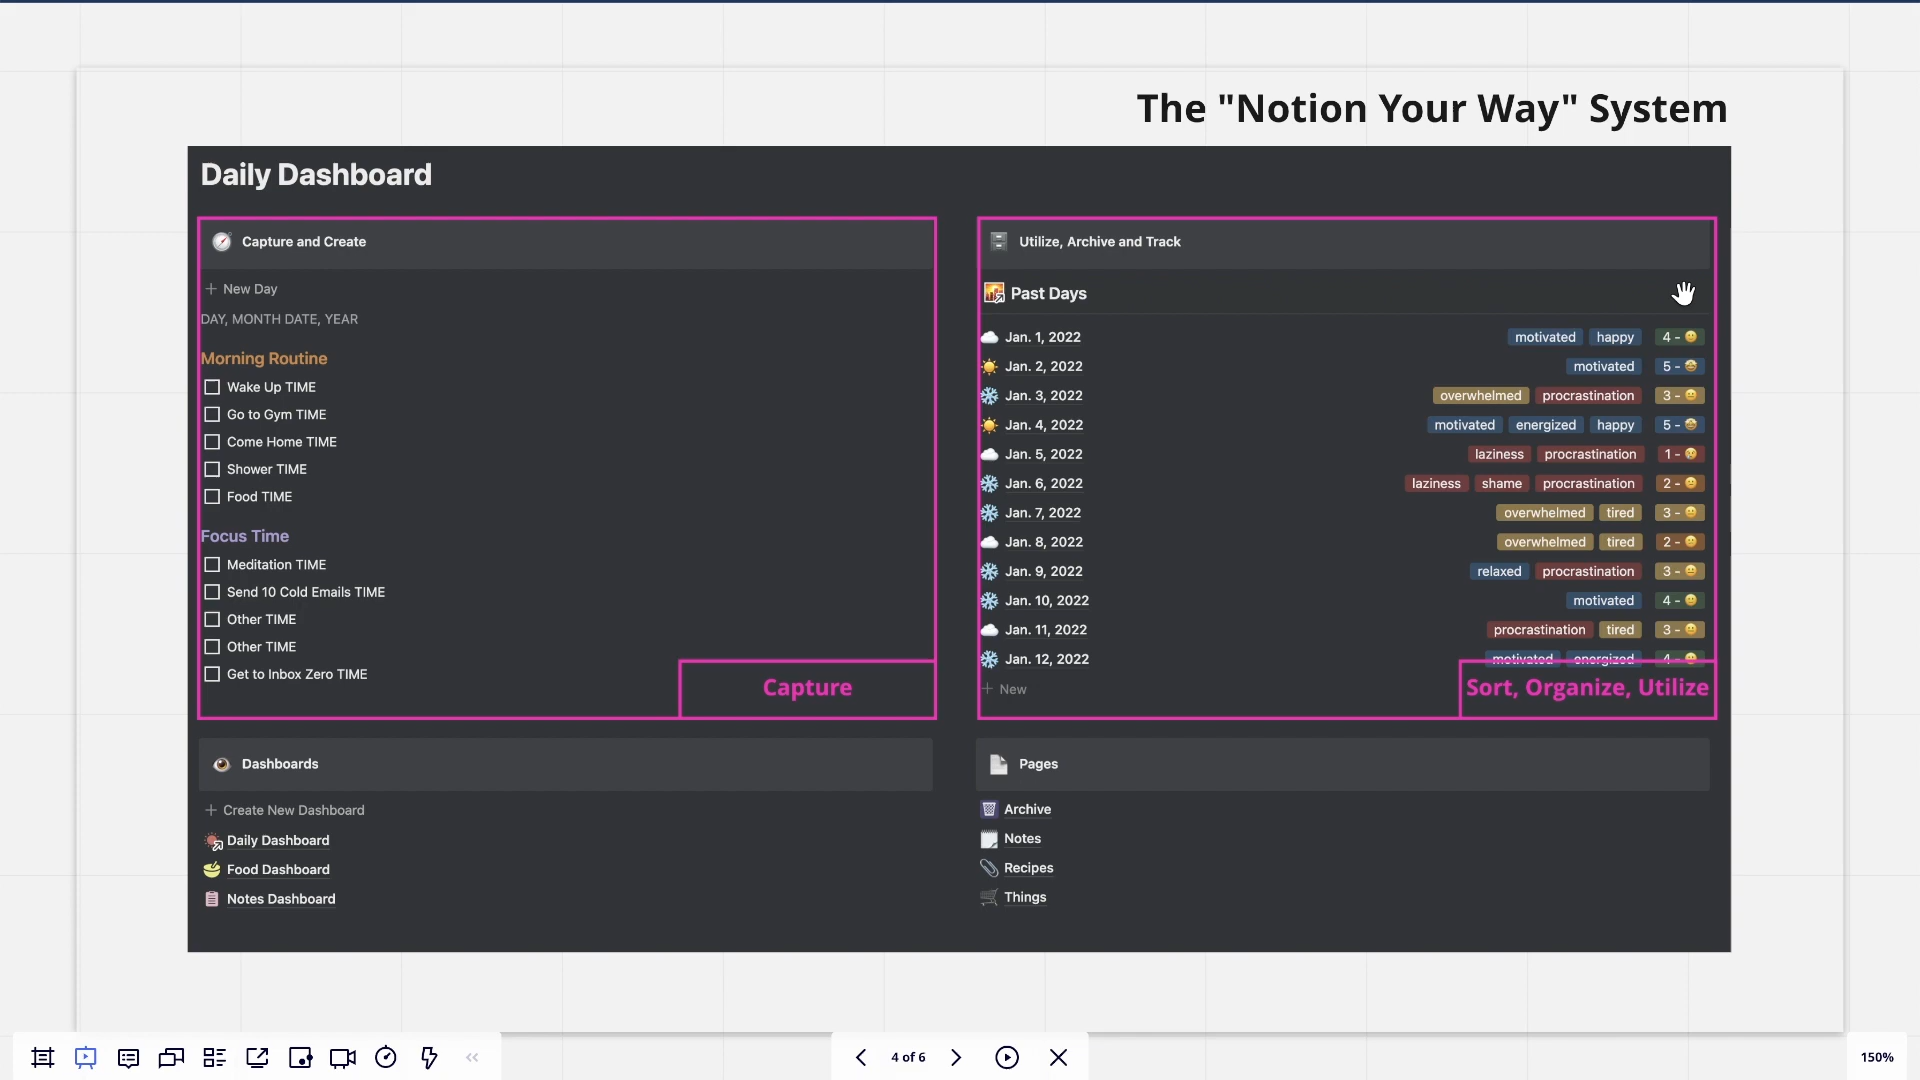 The "Notion Your Way" System
Daily Dashboard
Capture and Create
+ New Day
DAY, MONTH DATE, YEAR
Morning Routine
Wake Up TIME
Go to Gym TIME
Come Home TIME
Shower TIME
Food TIME
Focus Time
Meditation TIME
Send 10 Cold Emails TIME
Other TIME
Other TIME
Get to Inbox Zero TIME
Capture
Utilize, Archive and Track
Past Days
Jan. 1, 2022 motivated happy 4 -
Jan. 2, 2022 motivated 5 -
Jan. 3, 2022 overwhelmed procrastination 3 -
Jan. 4, 2022 motivated energized happy 5 -
Jan. 5, 2022 laziness procrastination 1 -
Jan. 6, 2022 laziness shame procrastination 2 -
Jan. 7, 2022 overwhelmed tired 3 -
Jan. 8, 2022 overwhelmed tired 2 -
Jan. 9, 2022 relaxed procrastination 3 -
Jan. 10, 2022 motivated 4 -
Jan. 11, 2022 procrastination tired 3 -
Jan. 12, 2022 motivated energized 4 -
+ New
Sort, Organize, Utilize
Dashboards
+ Create New Dashboard
Daily Dashboard
Food Dashboard
Notes Dashboard
Pages
Archive
Notes
Recipes
Things
4 of 6
150%